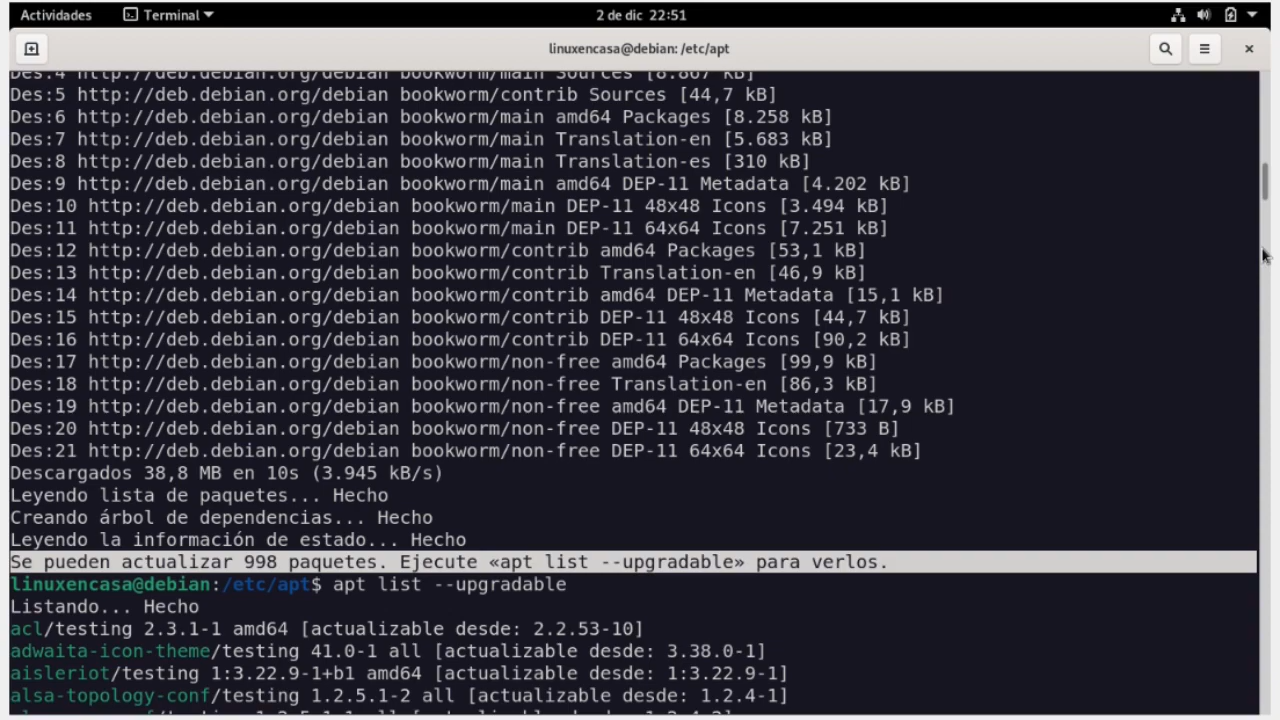 Actividades Terminal 2 de dic 22:51
linuxencasa@debian: /etc/apt
Des:4 http://deb.debian.org/debian bookworm/main Sources [8.867 kB]
Des:5 http://deb.debian.org/debian bookworm/contrib Sources [44,7 kB]
Des:6 http://deb.debian.org/debian bookworm/main amd64 Packages [8.258 kB]
Des:7 http://deb.debian.org/debian bookworm/main Translation-en [5.683 kB]
Des:8 http://deb.debian.org/debian bookworm/main Translation-es [310 kB]
Des:9 http://deb.debian.org/debian bookworm/main amd64 DEP-11 Metadata [4.202 kB]
Des:10 http://deb.debian.org/debian bookworm/main DEP-11 48x48 Icons [3.494 kB]
Des:11 http://deb.debian.org/debian bookworm/main DEP-11 64x64 Icons [7.251 kB]
Des:12 http://deb.debian.org/debian bookworm/contrib amd64 Packages [53,1 kB]
Des:13 http://deb.debian.org/debian bookworm/contrib Translation-en [46,9 kB]
Des:14 http://deb.debian.org/debian bookworm/contrib amd64 DEP-11 Metadata [15,1 kB]
Des:15 http://deb.debian.org/debian bookworm/contrib DEP-11 48x48 Icons [44,7 kB]
Des:16 http://deb.debian.org/debian bookworm/contrib DEP-11 64x64 Icons [90,2 kB]
Des:17 http://deb.debian.org/debian bookworm/non-free amd64 Packages [99,9 kB]
Des:18 http://deb.debian.org/debian bookworm/non-free Translation-en [86,3 kB]
Des:19 http://deb.debian.org/debian bookworm/non-free amd64 DEP-11 Metadata [17,9 kB]
Des:20 http://deb.debian.org/debian bookworm/non-free DEP-11 48x48 Icons [733 B]
Des:21 http://deb.debian.org/debian bookworm/non-free DEP-11 64x64 Icons [23,4 kB]
Descargados 38,8 MB en 10s (3.945 kB/s)
Leyendo lista de paquetes... Hecho
Creando árbol de dependencias... Hecho
Leyendo la información de estado... Hecho
Se pueden actualizar 998 paquetes. Ejecute «apt list --upgradable» para verlos.
linuxencasa@debian:/etc/apt$ apt list --upgradable
Listando... Hecho
acl/testing 2.3.1-1 amd64 [actualizable desde: 2.2.53-10]
adwaita-icon-theme/testing 41.0-1 all [actualizable desde: 3.38.0-1]
aisleriot/testing 1:3.22.9-1+b1 amd64 [actualizable desde: 1:3.22.9-1]
alsa-topology-conf/testing 1.2.5.1-2 all [actualizable desde: 1.2.4-1]